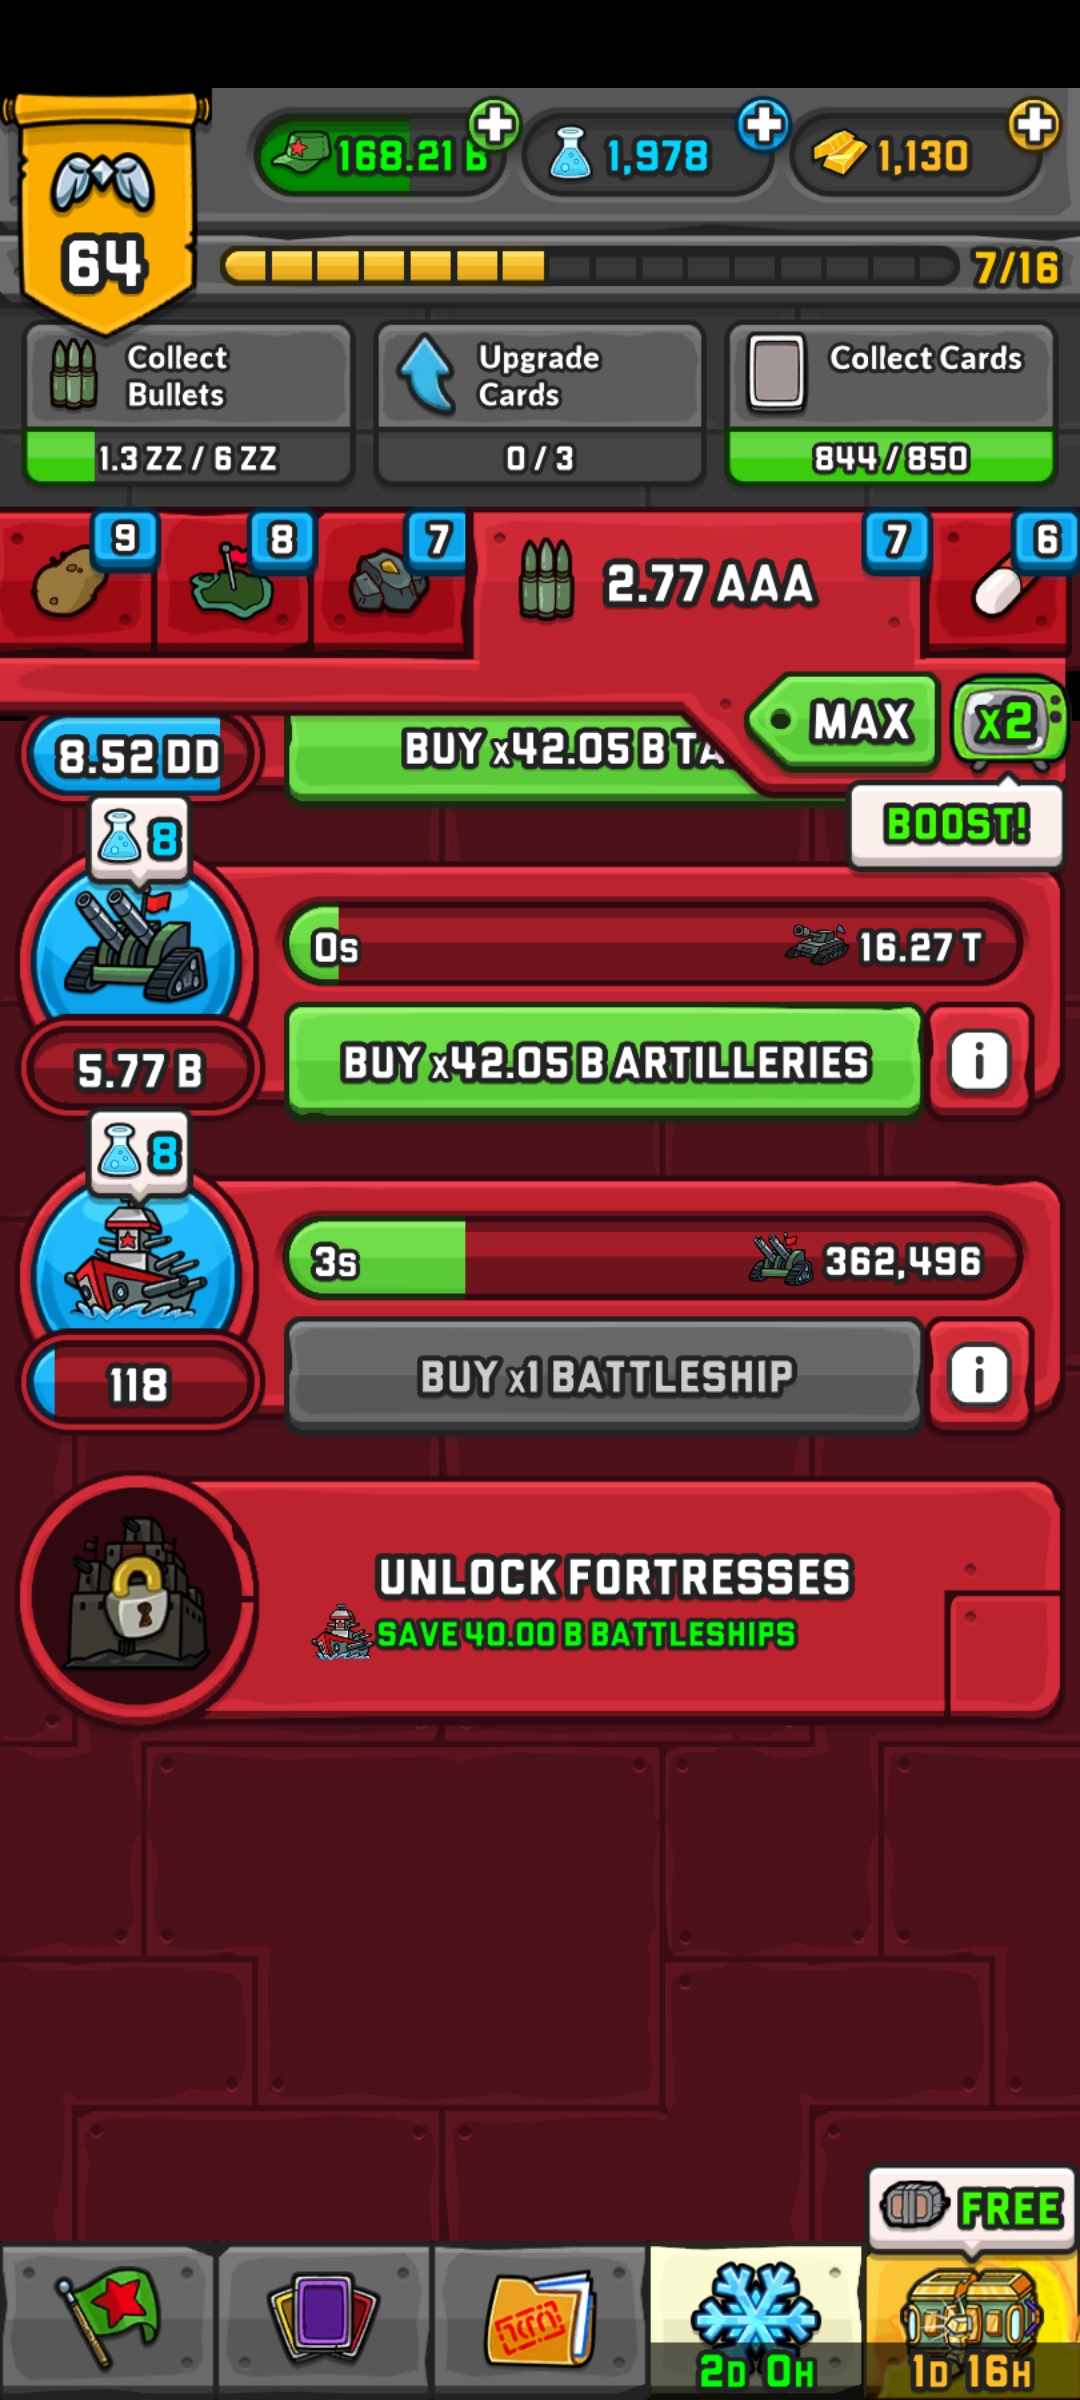 168.21 B
1,978
1,130
64
7/16
Collect
Bullets
Upgrade
Cards
Collect Cards
1.3 ZZ / 6 ZZ
0 / 3
844 / 850
9
8
7
2.77 AAA
7
6
MAX
x2
8.52 DD
BUY x42.05 B TA
BOOST!
8
0s
16.27 T
5.77 B
BUY x42.05 B ARTILLERIES
i
8
3s
362,496
118
BUY x1 BATTLESHIP
i
UNLOCK FORTRESSES
SAVE 40.00 B BATTLESHIPS
FREE
2D 0H
1D 16H